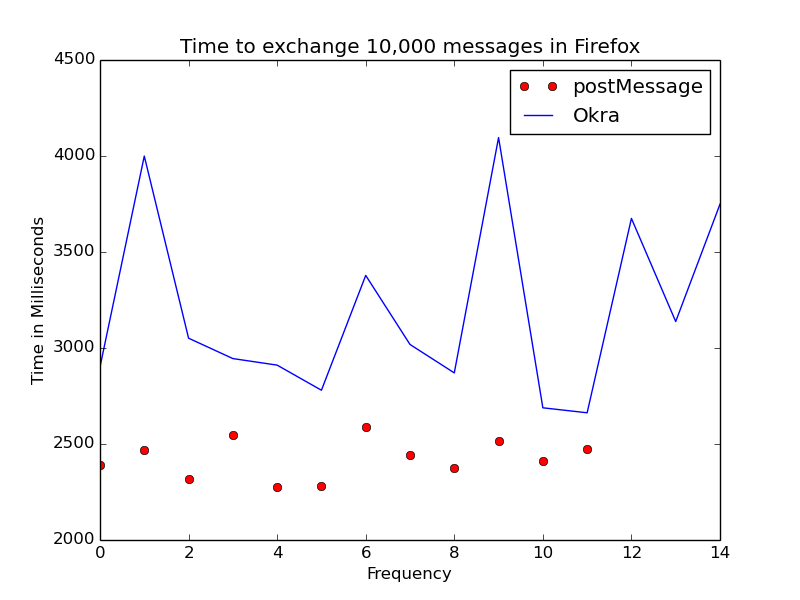 Time to exchange 10,000 messages in Firefox
postMessage
Okra
4500
4000
3500
3000
2500
2000
Time in Milliseconds
0 2 4 6 8 10 12 14
Frequency